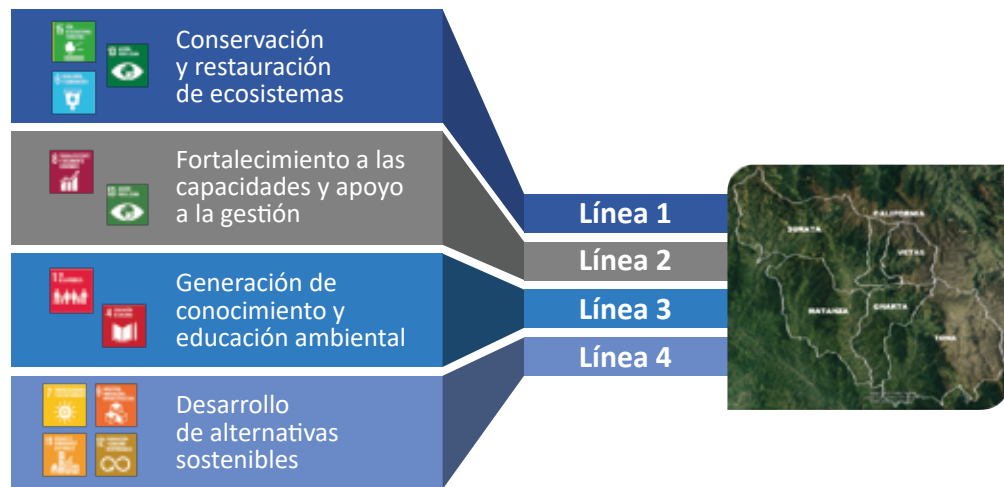 Conservación
y restauración
de ecosistemas
Fortalecimiento a las
capacidades y apoyo
a la gestión
Generación de
conocimiento y
educación ambiental
Desarrollo
de alternativas
sostenibles
Línea 1
Línea 2
Línea 3
Línea 4
CALIFORNIA
SURATA
VETAS
MATANZA
CHARTA
TONA